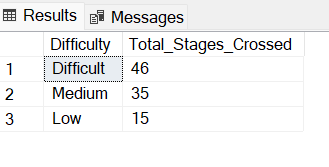 Results Messages
Difficulty Total_Stages_Crossed
1 Difficult 46
2 Medium 35
3 Low 15